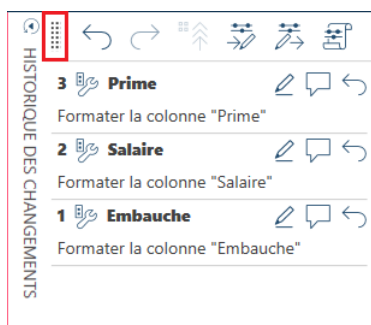 HISTORIQUE DES CHANGEMENTS
3 Prime
Formater la colonne "Prime"
2 Salaire
Formater la colonne "Salaire"
1 Embauche
Formater la colonne "Embauche"